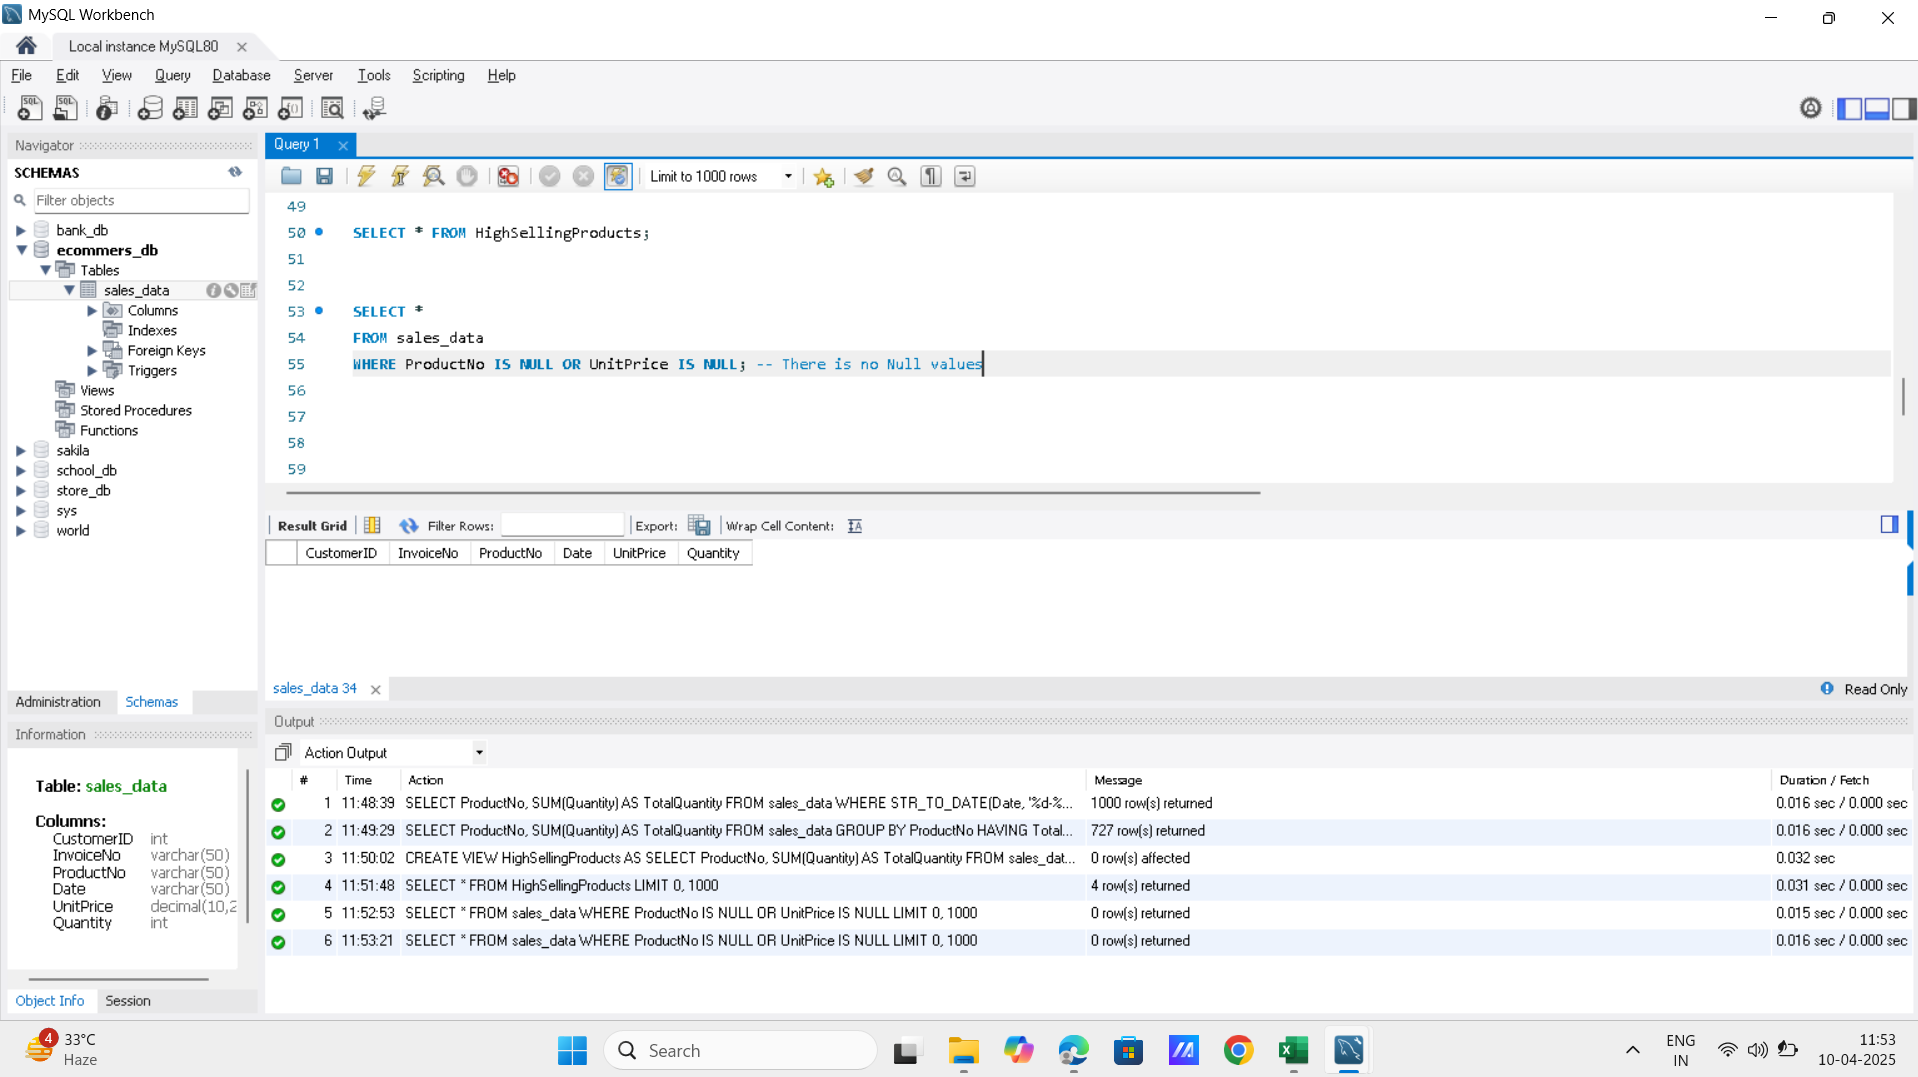 MySQL Workbench
Local instance MySQL80
File Edit View Query Database Server Tools Scripting Help
Navigator
SCHEMAS
Filter objects
bank_db
ecommers_db
Tables
sales_data
Columns
Indexes
Foreign Keys
Triggers
Views
Stored Procedures
Functions
sakila
school_db
store_db
sys
world
Administration Schemas
Information
Table: sales_data
Columns:
CustomerID int
InvoiceNo varchar(50)
ProductNo varchar(50)
Date varchar(50)
UnitPrice decimal(10,2
Quantity int
Object Info Session
Query 1
Limit to 1000 rows
49
50 SELECT * FROM HighSellingProducts;
51
52
53 SELECT *
54 FROM sales_data
55 WHERE ProductNo IS NULL OR UnitPrice IS NULL; -- There is no Null values
56
57
58
59
Result Grid Filter Rows: Export: Wrap Cell Content:
CustomerID InvoiceNo ProductNo Date UnitPrice Quantity
sales_data 34
Read Only
Output
Action Output
# Time Action Message Duration / Fetch
1 11:48:39 SELECT ProductNo, SUM(Quantity) AS TotalQuantity FROM sales_data WHERE STR_TO_DATE(Date, '%d-%... 1000 row(s) returned 0.016 sec / 0.000 sec
2 11:49:29 SELECT ProductNo, SUM(Quantity) AS TotalQuantity FROM sales_data GROUP BY ProductNo HAVING Total... 727 row(s) returned 0.016 sec / 0.000 sec
3 11:50:02 CREATE VIEW HighSellingProducts AS SELECT ProductNo, SUM(Quantity) AS TotalQuantity FROM sales_dat... 0 row(s) affected 0.032 sec
4 11:51:48 SELECT * FROM HighSellingProducts LIMIT 0, 1000 4 row(s) returned 0.031 sec / 0.000 sec
5 11:52:53 SELECT * FROM sales_data WHERE ProductNo IS NULL OR UnitPrice IS NULL LIMIT 0, 1000 0 row(s) returned 0.015 sec / 0.000 sec
6 11:53:21 SELECT * FROM sales_data WHERE ProductNo IS NULL OR UnitPrice IS NULL LIMIT 0, 1000 0 row(s) returned 0.016 sec / 0.000 sec
4
33°C
Haze
Search
ENG
IN
11:53
10-04-2025